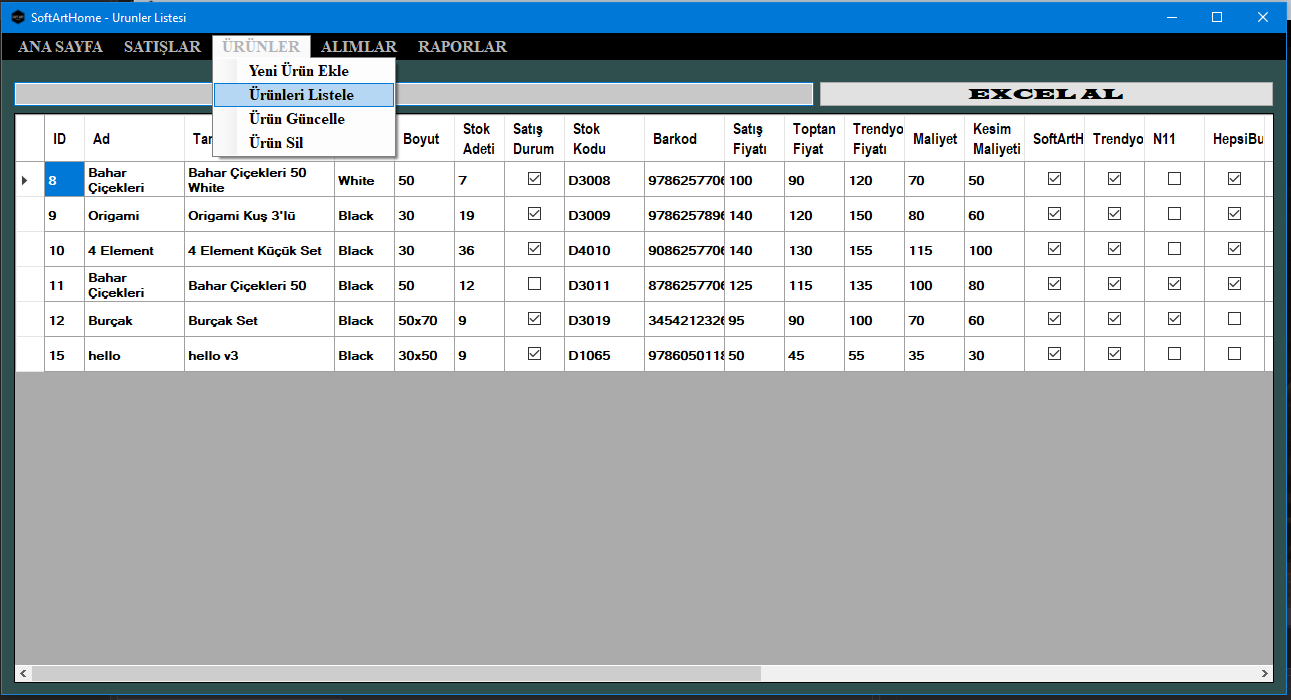 SoftArtHome - Urunler Listesi
ANA SAYFA SATIŞLAR ÜRÜNLER ALIMLAR RAPORLAR
Yeni Ürün Ekle
Ürünleri Listele
Ürün Güncelle
Ürün Sil
EXCEL AL
ID Ad Tar Boyut Stok Adeti Satış Durum Stok Kodu Barkod Satış Fiyatı Toptan Fiyat Trendyo Fiyatı Maliyet Kesim Maliyeti SoftArtH Trendyo N11 HepsiBu
8 Bahar Çiçekleri Bahar Çiçekleri 50 White White 50 7 D3008 9786257706 100 90 120 70 50
9 Origami Origami Kuş 3'lü Black 30 19 D3009 9786257896 140 120 150 80 60
10 4 Element 4 Element Küçük Set Black 30 36 D4010 9086257706 140 130 155 115 100
11 Bahar Çiçekleri Bahar Çiçekleri 50 Black 50 12 D3011 8786257706 125 115 135 100 80
12 Burçak Burçak Set Black 50x70 9 D3019 3454212326 95 90 100 70 60
15 hello hello v3 Black 30x50 9 D1065 9786050118 50 45 55 35 30